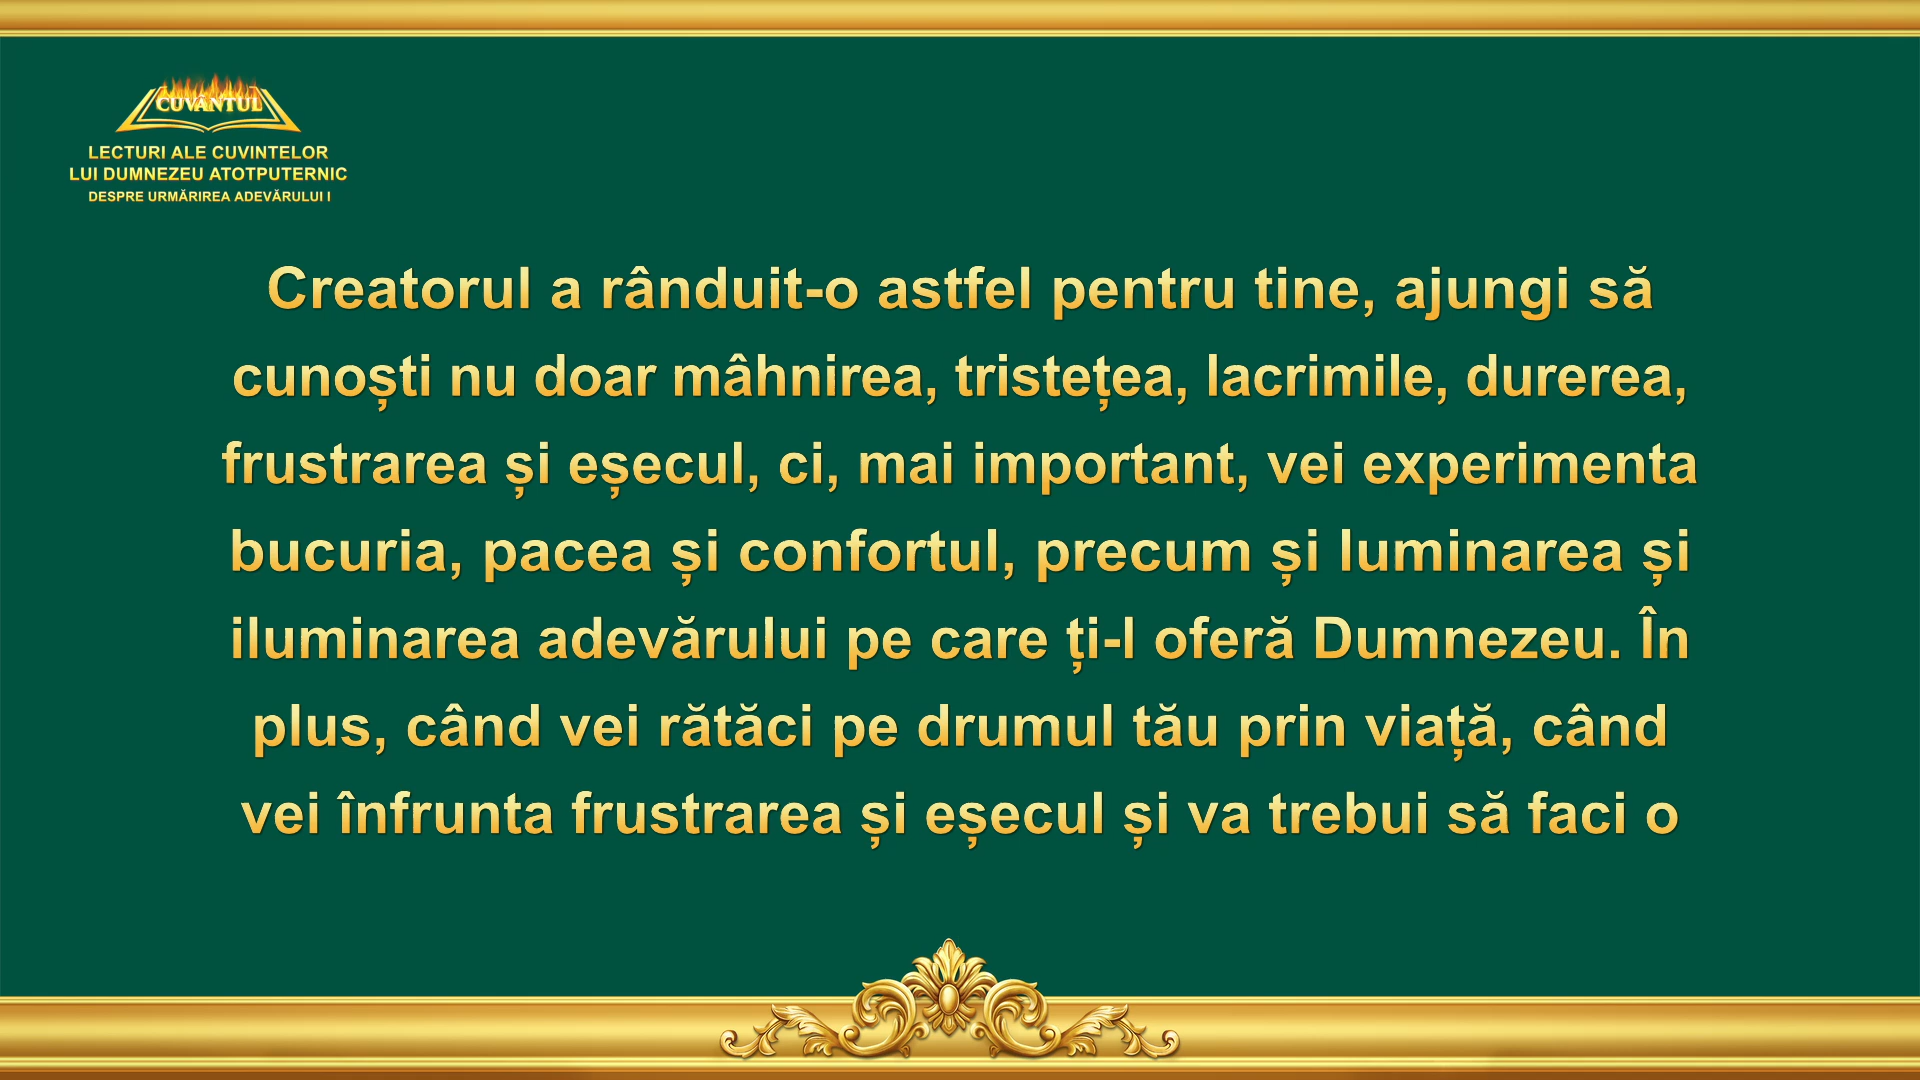 CUVÂNTUL
LECTURI ALE CUVINTELOR
LUI DUMNEZEU ATOTPUTERNIC
DESPRE URMĂRIREA ADEVĂRULUI I
Creatorul a rânduit-o astfel pentru tine, ajungi să
cunoști nu doar mâhnirea, tristețea, lacrimile, durerea,
frustrarea și eșecul, ci, mai important, vei experimenta
bucuria, pacea și confortul, precum și luminarea și
iluminarea adevărului pe care ți-l oferă Dumnezeu. În
plus, când vei rătăci pe drumul tău prin viață, când
vei înfrunta frustrarea și eșecul și va trebui să faci o